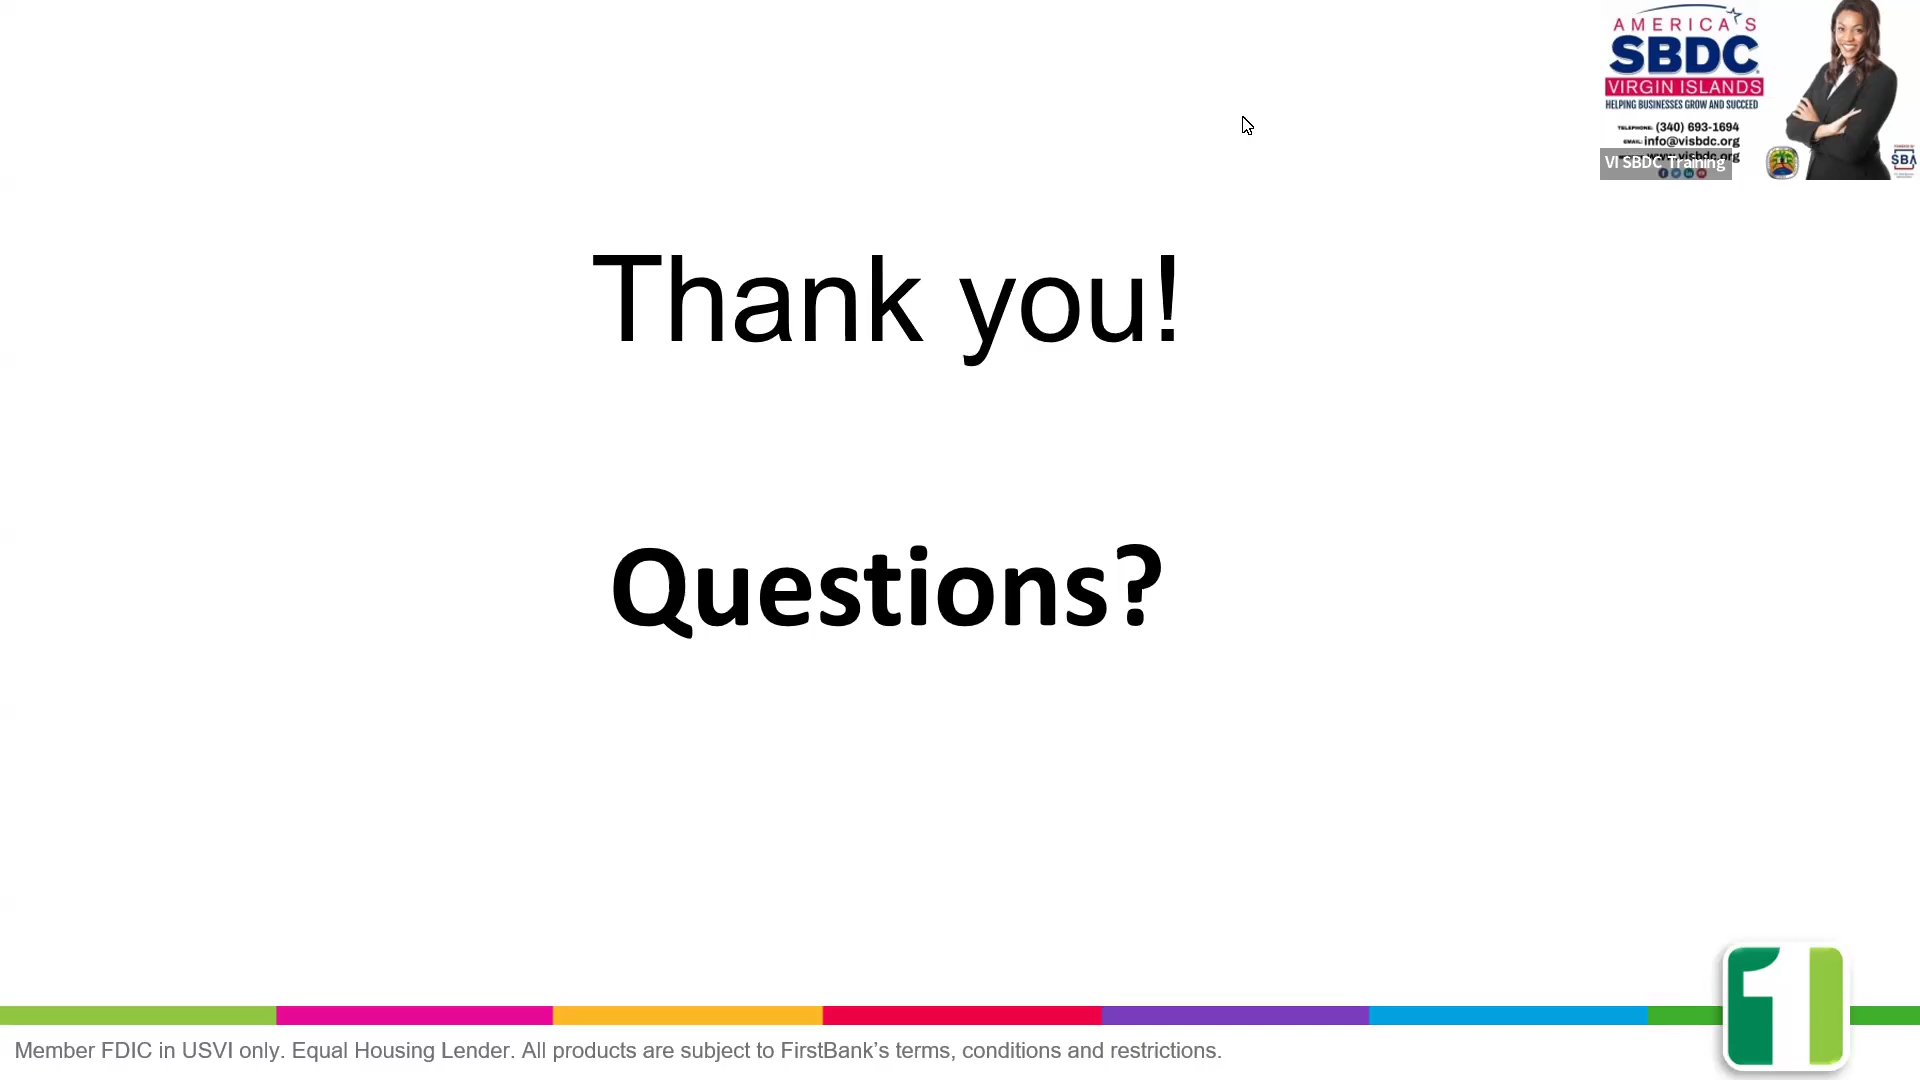 AMERICA'S
SBDC
VIRGIN ISLANDS
HELPING BUSINESSES GROW AND SUCCEED
TELEPHONE: (340) 693-1694
EMAIL: info@visbdc.org
www.visbdc.org
VI SBDC Training
SBA
Thank you!
Questions?
1
Member FDIC in USVI only. Equal Housing Lender. All products are subject to FirstBank’s terms, conditions and restrictions.